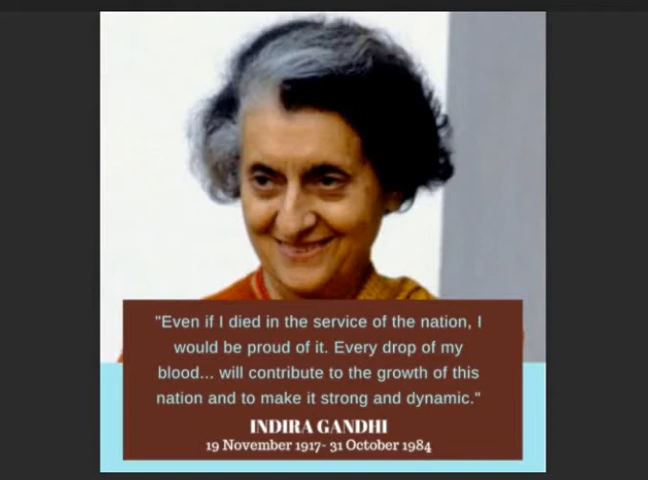 "Even if I died in the service of the nation, I
would be proud of it. Every drop of my
blood... will contribute to the growth of this
nation and to make it strong and dynamic."
INDIRA GANDHI
19 November 1917- 31 October 1984